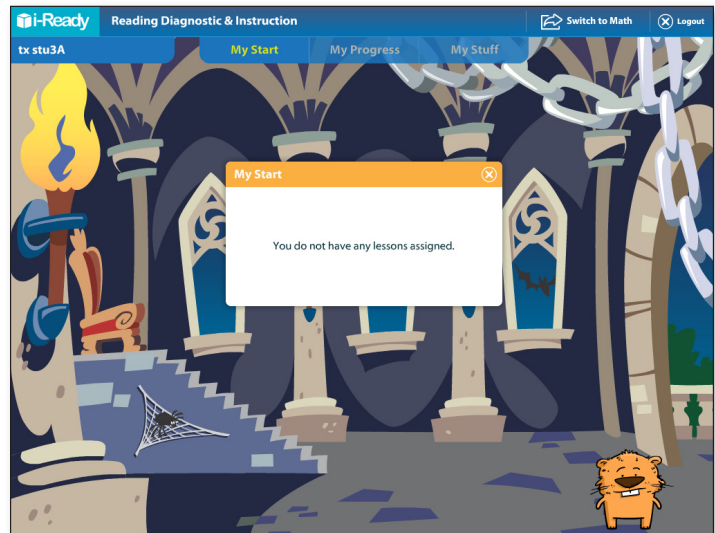 i-Ready Reading Diagnostic & Instruction Switch to Math Logout
tx stu3A My Start My Progress My Stuff
My Start
You do not have any lessons assigned.